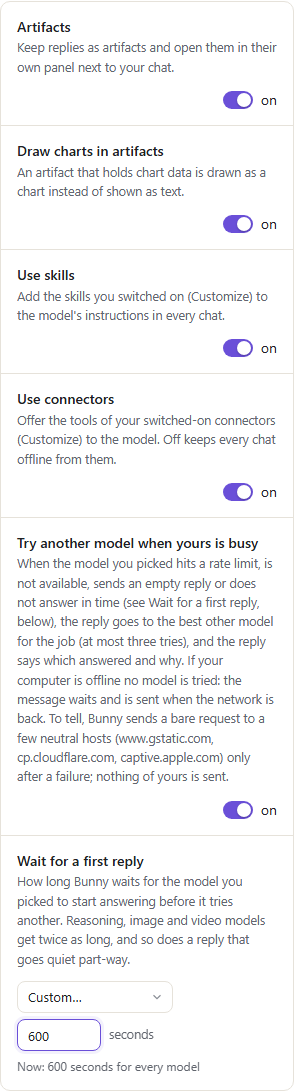 Artifacts
Keep replies as artifacts and open them in their
own panel next to your chat.
on
Draw charts in artifacts
An artifact that holds chart data is drawn as a
chart instead of shown as text.
on
Use skills
Add the skills you switched on (Customize) to
the model's instructions in every chat.
on
Use connectors
Offer the tools of your switched-on connectors
(Customize) to the model. Off keeps every chat
offline from them.
on
Try another model when yours is busy
When the model you picked hits a rate limit, is
not available, sends an empty reply or does
not answer in time (see Wait for a first reply,
below), the reply goes to the best other model
for the job (at most three tries), and the reply
says which answered and why. If your
computer is offline no model is tried: the
message waits and is sent when the network is
back. To tell, Bunny sends a bare request to a
few neutral hosts (www.gstatic.com,
cp.cloudflare.com, captive.apple.com) only
after a failure; nothing of yours is sent.
on
Wait for a first reply
How long Bunny waits for the model you
picked to start answering before it tries
another. Reasoning, image and video models
get twice as long, and so does a reply that
goes quiet part-way.
Custom...
600 seconds
Now: 600 seconds for every model